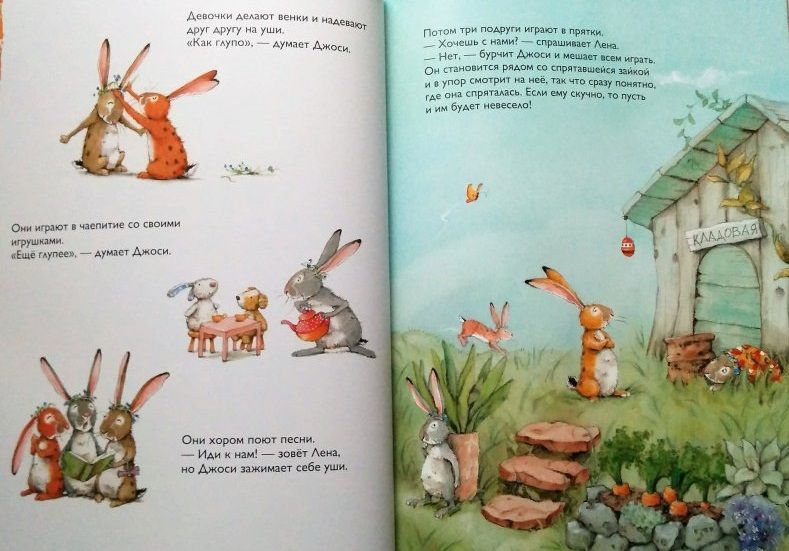 Девочки делают венки и надевают
друг другу на уши.
«Как глупо», — думает Джоси.
Они играют в чаепитие со своими
игрушками.
«Ещё глупее», — думает Джоси.
Они хором поют песни.
— Иди к нам! — зовёт Лена,
но Джоси зажимает себе уши.
Потом три подруги играют в прятки.
— Хочешь с нами? — спрашивает Лена.
— Нет, — бурчит Джоси и мешает всем играть.
Он становится рядом со спрятавшейся зайкой
и в упор смотрит на неё, так что сразу понятно,
где она спряталась. Если ему скучно, то пусть
и им будет невесело!
КЛАДОВАЯ